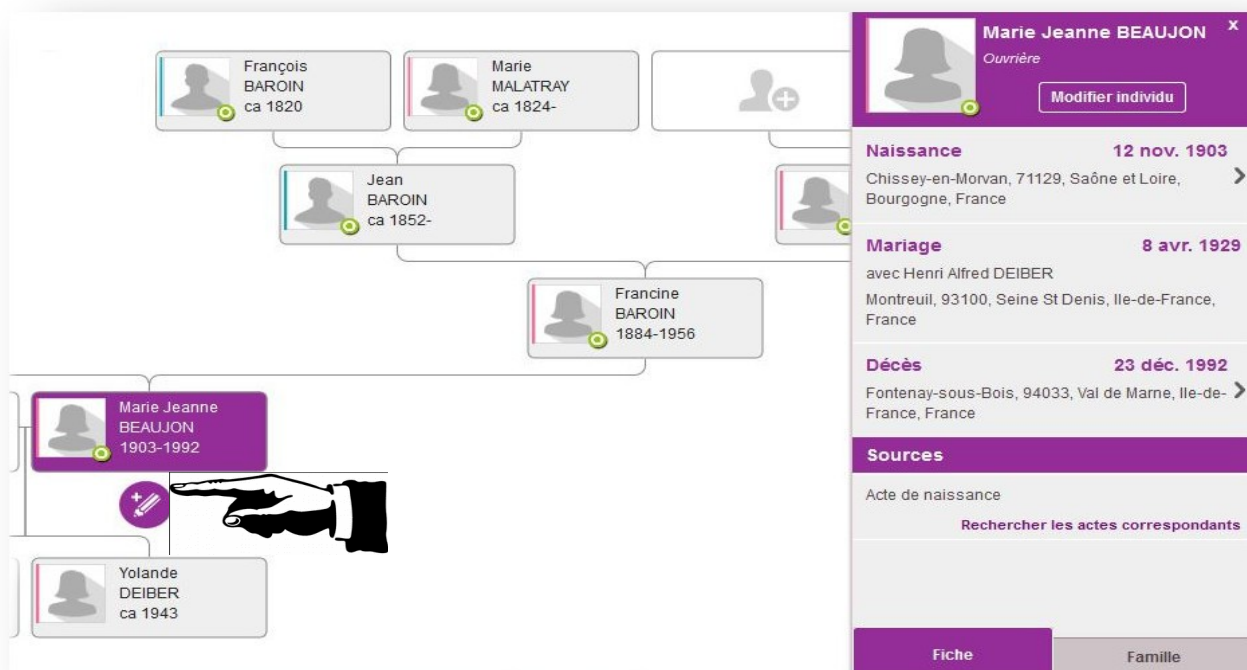 François
BAROIN
ca 1820
Marie
MALATRAY
ca 1824-
Jean
BAROIN
ca 1852-
Francine
BAROIN
1884-1956
Marie Jeanne
BEAUJON
1903-1992
Yolande
DEIBER
ca 1943
Marie Jeanne BEAUJON x
Ouvrière
Modifier individu
Naissance 12 nov. 1903
Chissey-en-Morvan, 71129, Saône et Loire,
Bourgogne, France
Mariage 8 avr. 1929
avec Henri Alfred DEIBER
Montreuil, 93100, Seine St Denis, Ile-de-France,
France
Décès 23 déc. 1992
Fontenay-sous-Bois, 94033, Val de Marne, Ile-de-
France, France
Sources
Acte de naissance
Rechercher les actes correspondants
Fiche Famille